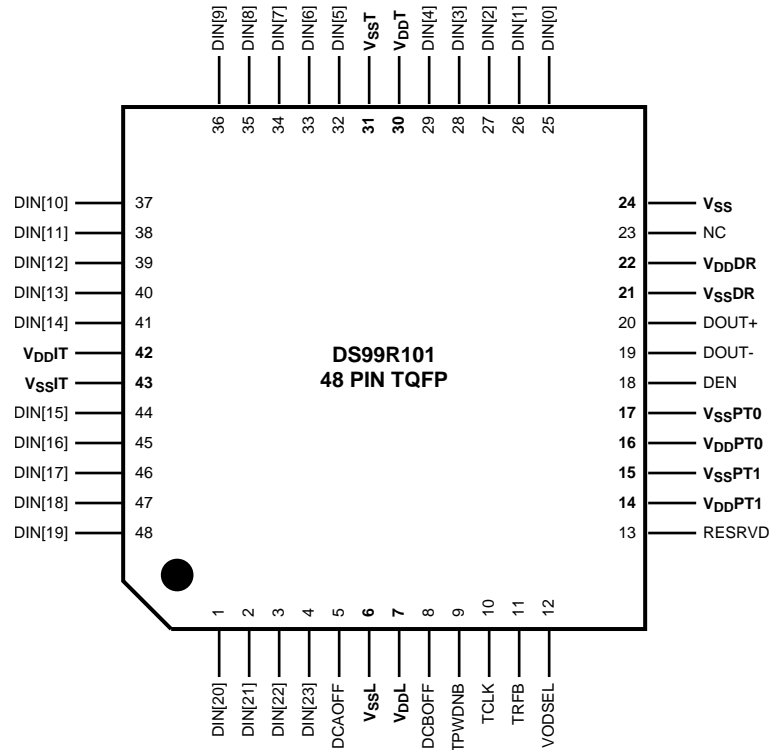 DIN[9]
DIN[8]
DIN[7]
DIN[6]
DIN[5]
VSST
VDDT
DIN[4]
DIN[3]
DIN[2]
DIN[1]
DIN[0]
36
35
34
33
32
31
30
29
28
27
26
25
DIN[10] 37
DIN[11] 38
DIN[12] 39
DIN[13] 40
DIN[14] 41
VDDIT 42
VSSIT 43
DIN[15] 44
DIN[16] 45
DIN[17] 46
DIN[18] 47
DIN[19] 48
DS99R101
48 PIN TQFP
24 VSS
23 NC
22 VDDDR
21 VSSDR
20 DOUT+
19 DOUT-
18 DEN
17 VSSPT0
16 VDDPT0
15 VSSPT1
14 VDDPT1
13 RESRVD
1
2
3
4
5
6
7
8
9
10
11
12
DIN[20]
DIN[21]
DIN[22]
DIN[23]
DCAOFF
VSSL
VDDL
DCBOFF
TPWDNB
TCLK
TRFB
VODSEL